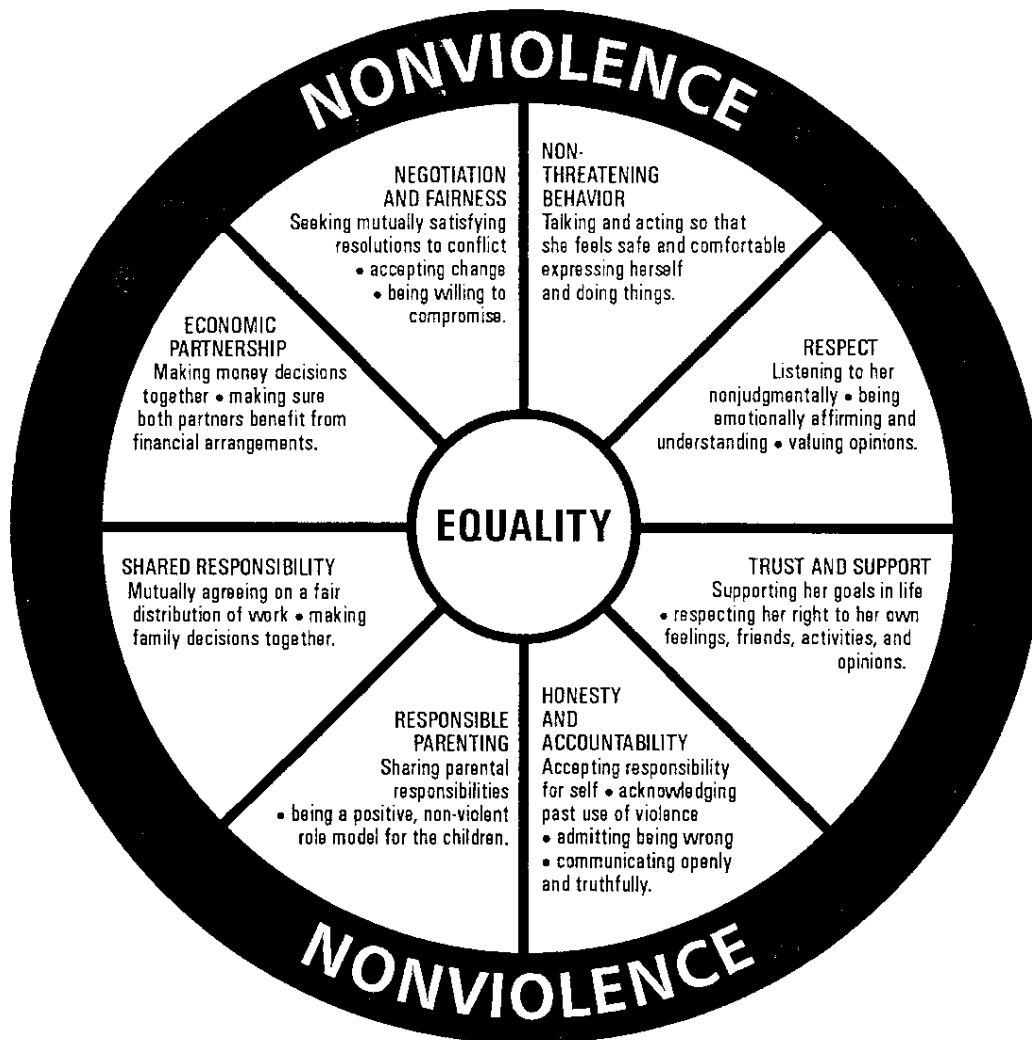 NONVIOLENCE
NEGOTIATION
AND FAIRNESS
Seeking mutually satisfying
resolutions to conflict
• accepting change
• being willing to
compromise.
NON-
THREATENING
BEHAVIOR
Talking and acting so that
she feels safe and comfortable
expressing herself
and doing things.
ECONOMIC
PARTNERSHIP
Making money decisions
together • making sure
both partners benefit from
financial arrangements.
RESPECT
Listening to her
nonjudgmentally • being
emotionally affirming and
understanding • valuing opinions.
EQUALITY
SHARED RESPONSIBILITY
Mutually agreeing on a fair
distribution of work • making
family decisions together.
TRUST AND SUPPORT
Supporting her goals in life
• respecting her right to her own
feelings, friends, activities, and
opinions.
RESPONSIBLE
PARENTING
Sharing parental
responsibilities
• being a positive, non-violent
role model for the children.
HONESTY
AND
ACCOUNTABILITY
Accepting responsibility
for self • acknowledging
past use of violence
• admitting being wrong
• communicating openly
and truthfully.
NONVIOLENCE